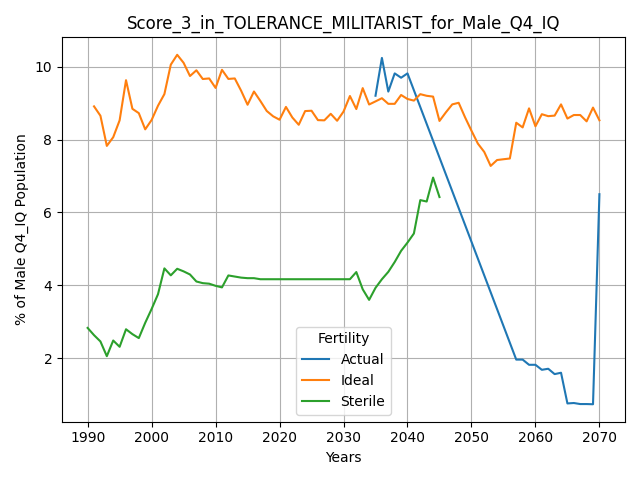 Score_3_in_TOLERANCE_MILITARIST_for_Male_Q4_IQ
% of Male Q4_IQ Population
10
8
6
4
2
Fertility
Actual
Ideal
Sterile
1990 2000 2010 2020 2030 2040 2050 2060 2070
Years